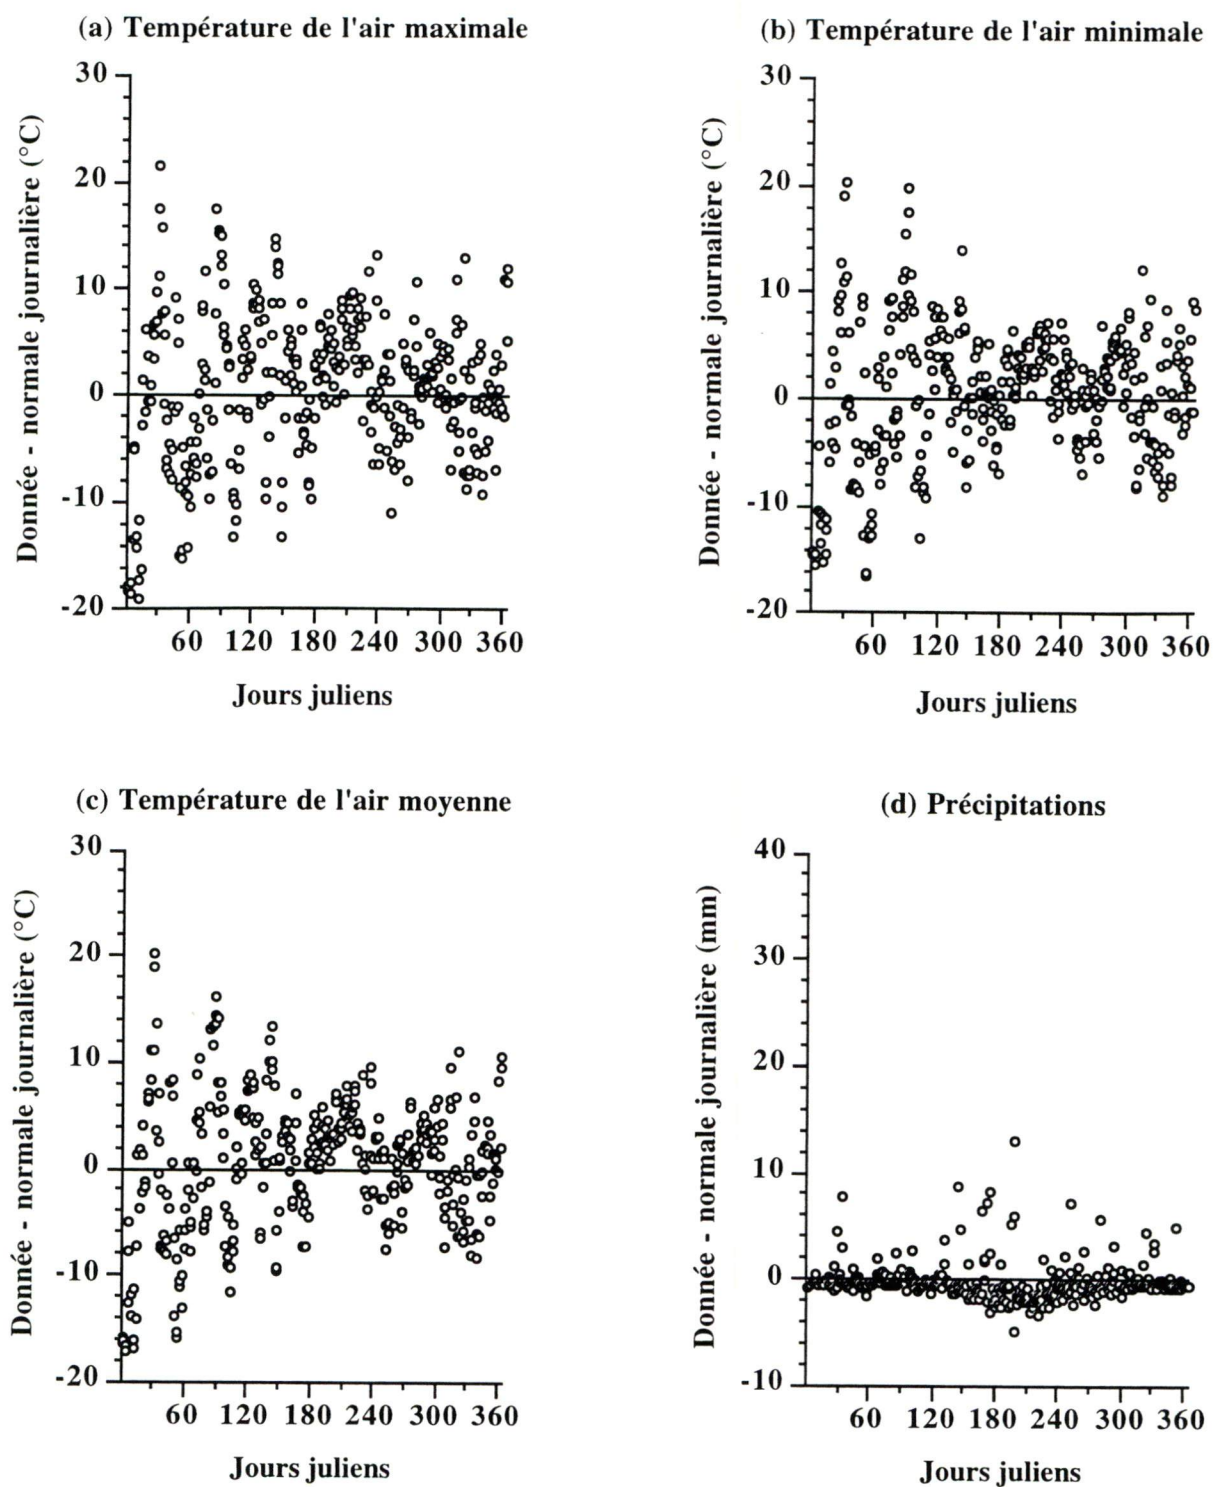 (a) Température de l'air maximale
30
20
10
0
-10
-20
Donnée - normale journalière (°C)
60 120 180 240 300 360
Jours juliens
(b) Température de l'air minimale
30
20
10
0
-10
-20
Donnée - normale journalière (°C)
60 120 180 240 300 360
Jours juliens
(c) Température de l'air moyenne
30
20
10
0
-10
-20
Donnée - normale journalière (°C)
60 120 180 240 300 360
Jours juliens
(d) Précipitations
40
30
20
10
0
-10
Donnée - normale journalière (mm)
60 120 180 240 300 360
Jours juliens